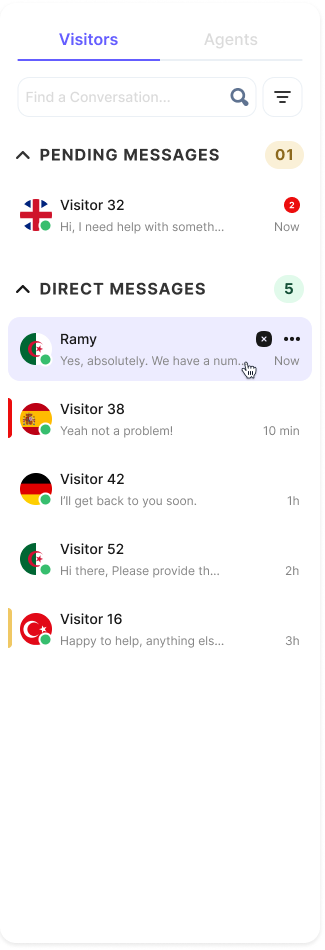 Visitors Agents
Find a Conversation...
PENDING MESSAGES 01
Visitor 32 2
Hi, I need help with someth... Now
DIRECT MESSAGES 5
Ramy
Yes, absolutely. We have a num... Now
Visitor 38
Yeah not a problem! 10 min
Visitor 42
I'll get back to you soon. 1h
Visitor 52
Hi there, Please provide th... 2h
Visitor 16
Happy to help, anything els... 3h